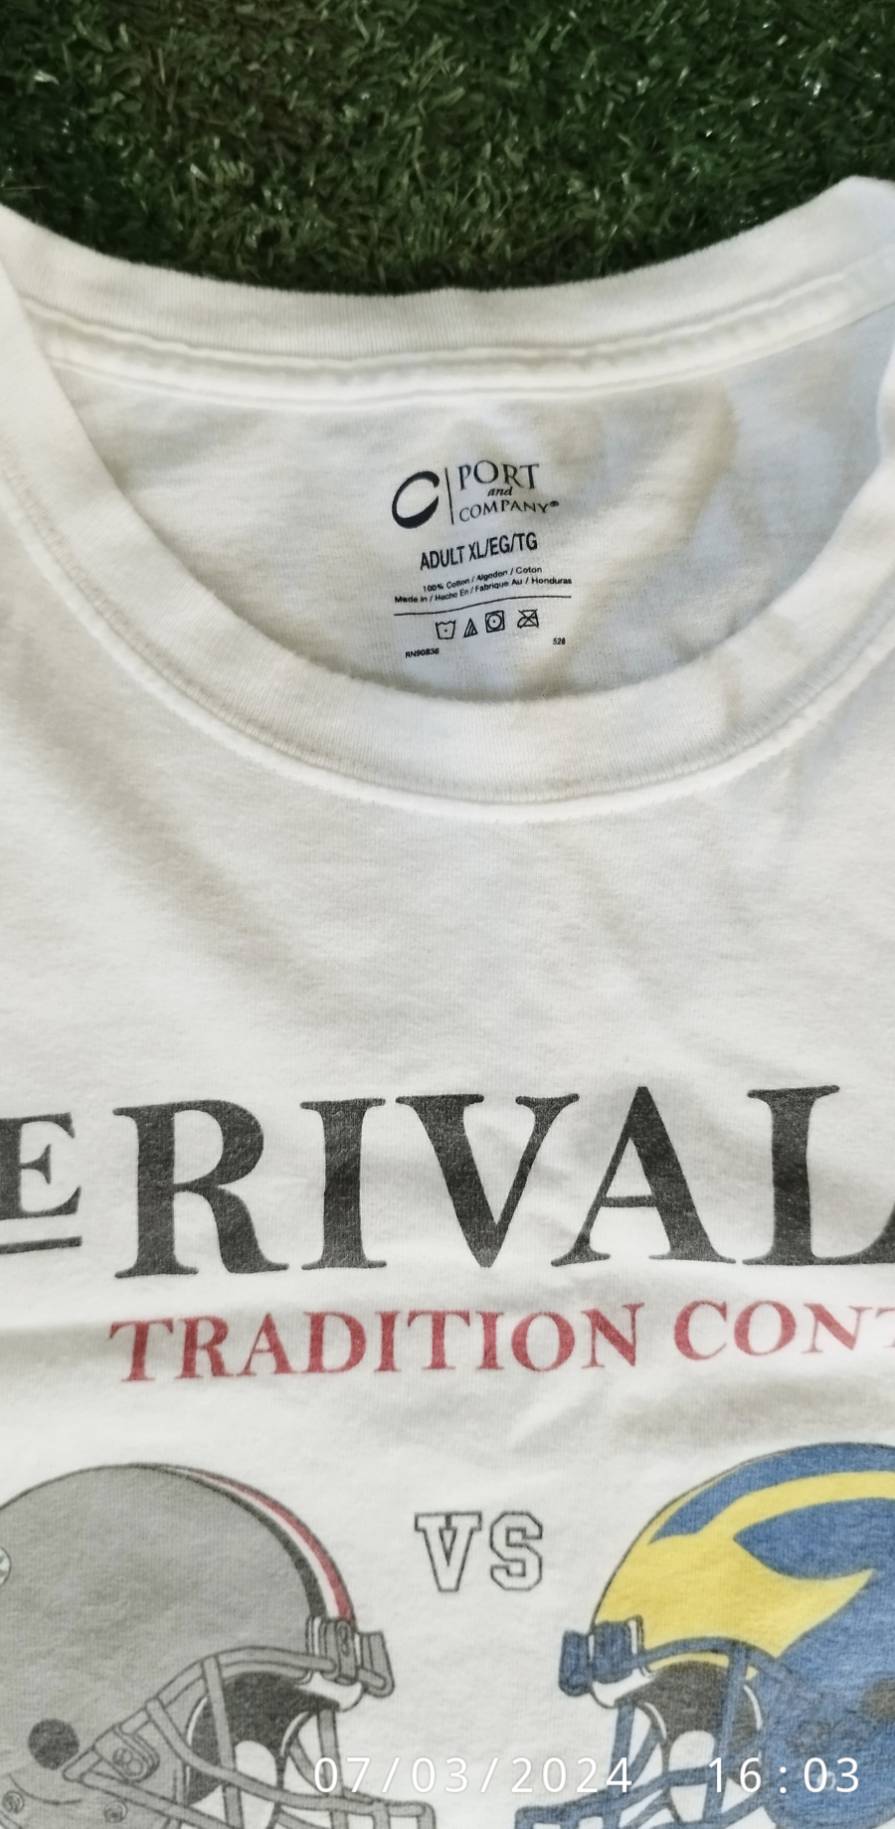 PORT
and
COMPANY®
ADULT XL/EG/TG
100% Cotton / Algodon / Coton
Made in / Hecho En / Fabrique Au / Honduras
RN90836
528
E RIVAL
TRADITION CONT
VS
07/03/2024 16:03